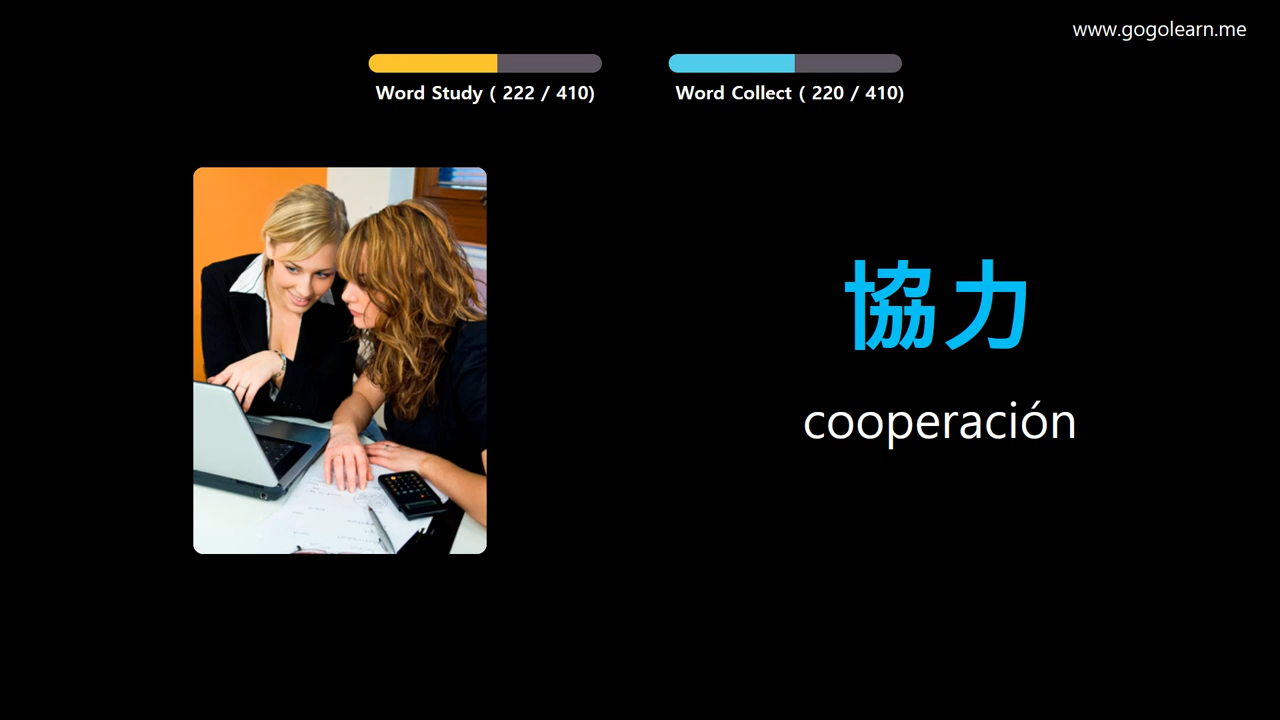 www.gogolearn.me
Word Study ( 222 / 410)
Word Collect ( 220 / 410)
協力
cooperación